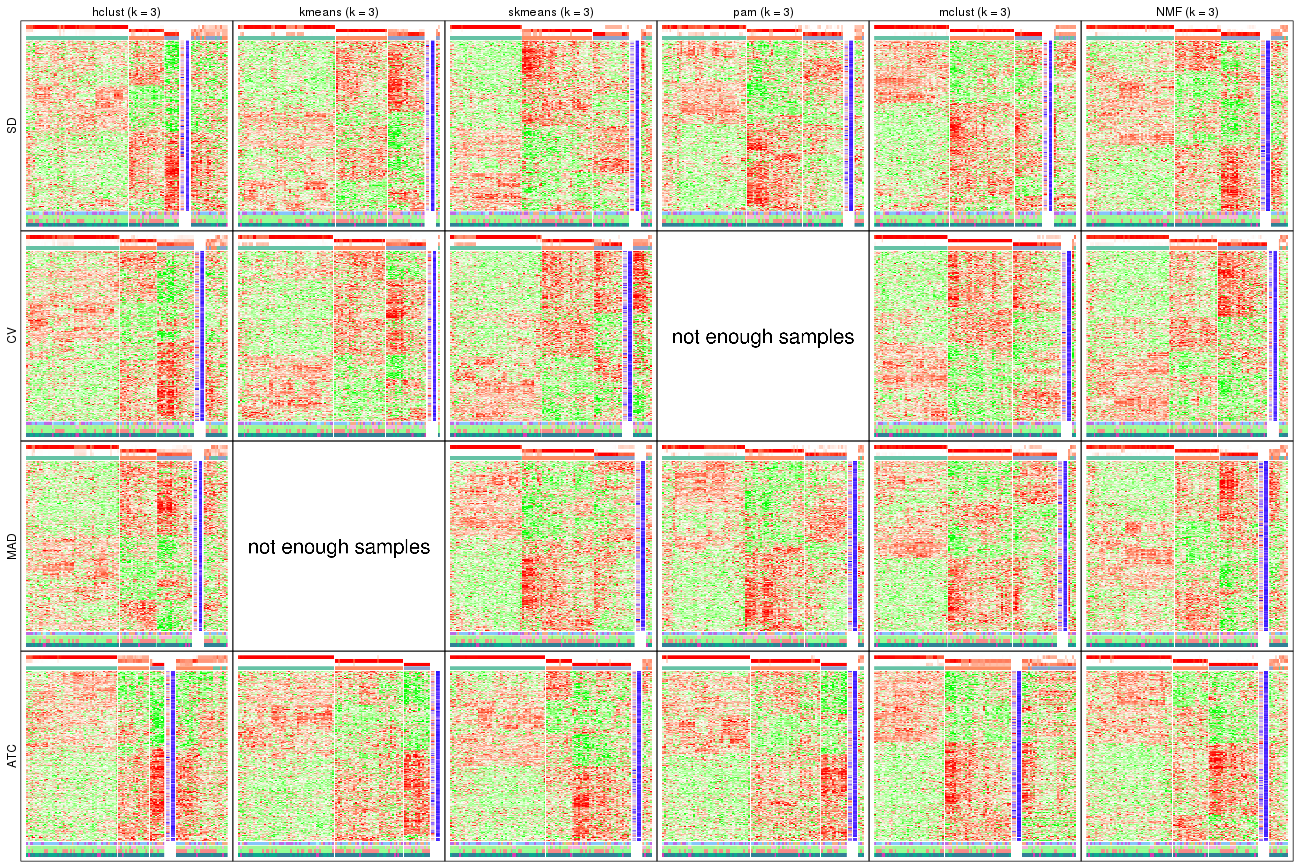 hclust (k = 3)
kmeans (k = 3)
skmeans (k = 3)
pam (k = 3)
mclust (k = 3)
NMF (k = 3)
SD
CV
not enough samples
MAD
not enough samples
ATC